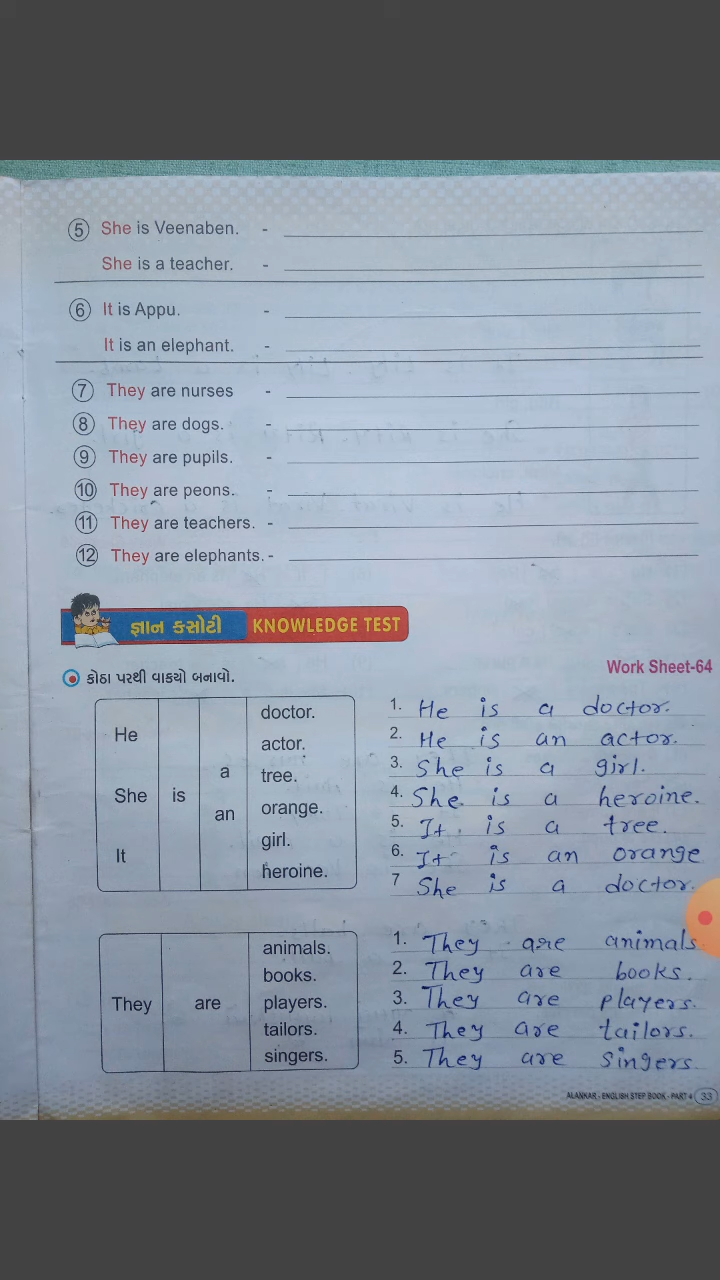 5 She is Veenaben. -
She is a teacher. -
6 It is Appu. -
It is an elephant. -
7 They are nurses -
8 They are dogs. -
9 They are pupils. -
10 They are peons. -
11 They are teachers. -
12 They are elephants. -
જ્ઞાન કસોટી KNOWLEDGE TEST
Work Sheet-64
કોઠા પરથી વાક્યો બનાવો.
He
She
It
is
a
an
doctor.
actor.
tree.
orange.
girl.
heroine.
1. He is a doctor.
2. He is an actor.
3. She is a girl.
4. She is a heroine.
5. It is a tree.
6. It is an orange
7 She is a doctor.
They
are
animals.
books.
players.
tailors.
singers.
1. They are animals
2. They are books.
3. They are players.
4. They are tailors.
5. They are singers.
ALANKAR - ENGLISH STEP BOOK - PART 4 33